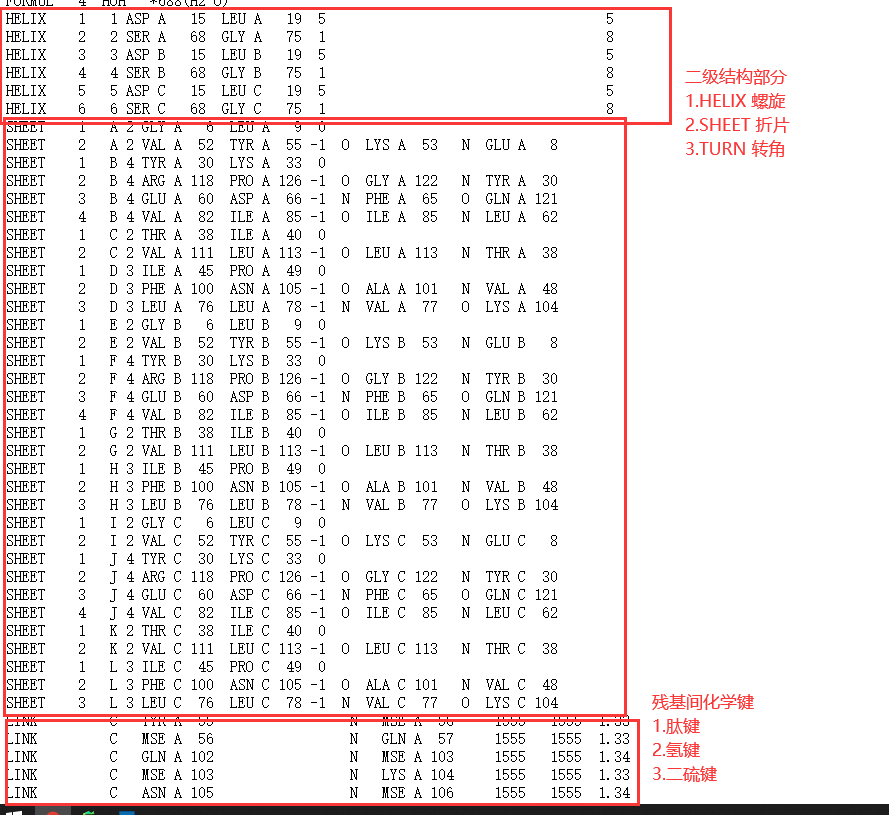 FORMUL   4  HOH   *688(H2 O)
HELIX    1   1 ASP A   15  LEU A   19  5                                   5
HELIX    2   2 SER A   68  GLY A   75  1                                   8
HELIX    3   3 ASP B   15  LEU B   19  5                                   5
HELIX    4   4 SER B   68  GLY B   75  1                                   8
HELIX    5   5 ASP C   15  LEU C   19  5                                   5
HELIX    6   6 SER C   68  GLY C   75  1                                   8
二级结构部分
1.HELIX 螺旋
2.SHEET 折片
3.TURN 转角
SHEET    1   A 2 GLY A   6  LEU A   9  0
SHEET    2   A 2 VAL A  52  TYR A  55 -1  O  LYS A  53   N  GLU A   8
SHEET    1   B 4 TYR A  30  LYS A  33  0
SHEET    2   B 4 ARG A 118  PRO A 126 -1  O  GLY A 122   N  TYR A  30
SHEET    3   B 4 GLU A  60  ASP A  66 -1  N  PHE A  65   O  GLN A 121
SHEET    4   B 4 VAL A  82  ILE A  85 -1  O  ILE A  85   N  LEU A  62
SHEET    1   C 2 THR A  38  ILE A  40  0
SHEET    2   C 2 VAL A 111  LEU A 113 -1  O  LEU A 113   N  THR A  38
SHEET    1   D 3 ILE A  45  PRO A  49  0
SHEET    2   D 3 PHE A 100  ASN A 105 -1  O  ALA A 101   N  VAL A  48
SHEET    3   D 3 LEU A  76  LEU A  78 -1  N  VAL A  77   O  LYS A 104
SHEET    1   E 2 GLY B   6  LEU B   9  0
SHEET    2   E 2 VAL B  52  TYR B  55 -1  O  LYS B  53   N  GLU B   8
SHEET    1   F 4 TYR B  30  LYS B  33  0
SHEET    2   F 4 ARG B 118  PRO B 126 -1  O  GLY B 122   N  TYR B  30
SHEET    3   F 4 GLU B  60  ASP B  66 -1  N  PHE B  65   O  GLN B 121
SHEET    4   F 4 VAL B  82  ILE B  85 -1  O  ILE B  85   N  LEU B  62
SHEET    1   G 2 THR B  38  ILE B  40  0
SHEET    2   G 2 VAL B 111  LEU B 113 -1  O  LEU B 113   N  THR B  38
SHEET    1   H 3 ILE B  45  PRO B  49  0
SHEET    2   H 3 PHE B 100  ASN B 105 -1  O  ALA B 101   N  VAL B  48
SHEET    3   H 3 LEU B  76  LEU B  78 -1  N  VAL B  77   O  LYS B 104
SHEET    1   I 2 GLY C   6  LEU C   9  0
SHEET    2   I 2 VAL C  52  TYR C  55 -1  O  LYS C  53   N  GLU C   8
SHEET    1   J 4 TYR C  30  LYS C  33  0
SHEET    2   J 4 ARG C 118  PRO C 126 -1  O  GLY C 122   N  TYR C  30
SHEET    3   J 4 GLU C  60  ASP C  66 -1  N  PHE C  65   O  GLN C 121
SHEET    4   J 4 VAL C  82  ILE C  85 -1  O  ILE C  85   N  LEU C  62
SHEET    1   K 2 THR C  38  ILE C  40  0
SHEET    2   K 2 VAL C 111  LEU C 113 -1  O  LEU C 113   N  THR C  38
SHEET    1   L 3 ILE C  45  PRO C  49  0
SHEET    2   L 3 PHE C 100  ASN C 105 -1  O  ALA C 101   N  VAL C  48
SHEET    3   L 3 LEU C  76  LEU C  78 -1  N  VAL C  77   O  LYS C 104
残基间化学键
1.肽键
2.氢键
3.二硫键
LINK         C   TYR A  55                 N   MSE A  56     1555   1555  1.33
LINK         C   MSE A  56                 N   GLN A  57     1555   1555  1.33
LINK         C   GLN A 102                 N   MSE A 103     1555   1555  1.34
LINK         C   MSE A 103                 N   LYS A 104     1555   1555  1.33
LINK         C   ASN A 105                 N   MSE A 106     1555   1555  1.34